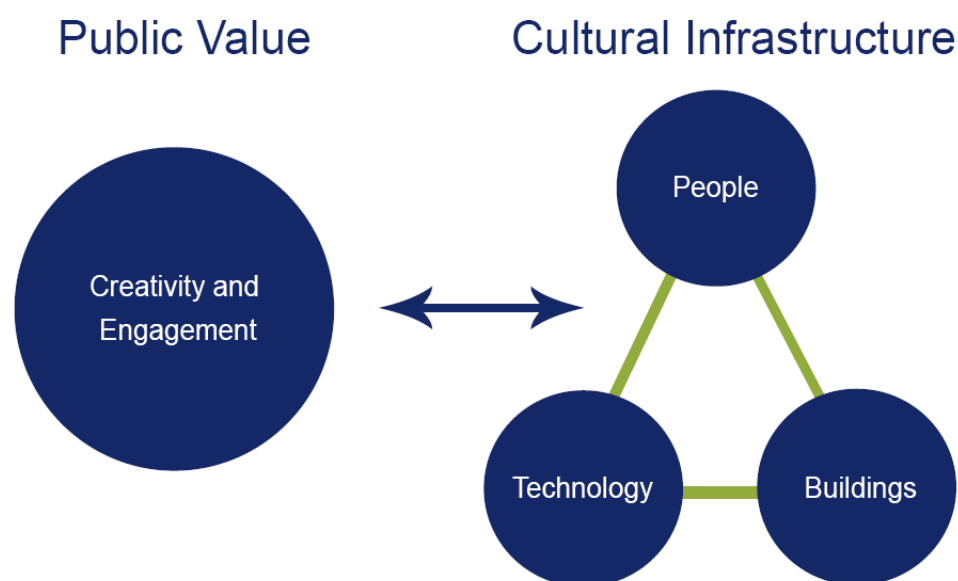 Public Value
Cultural Infrastructure
People
Creativity and
Engagement
Technology
Buildings